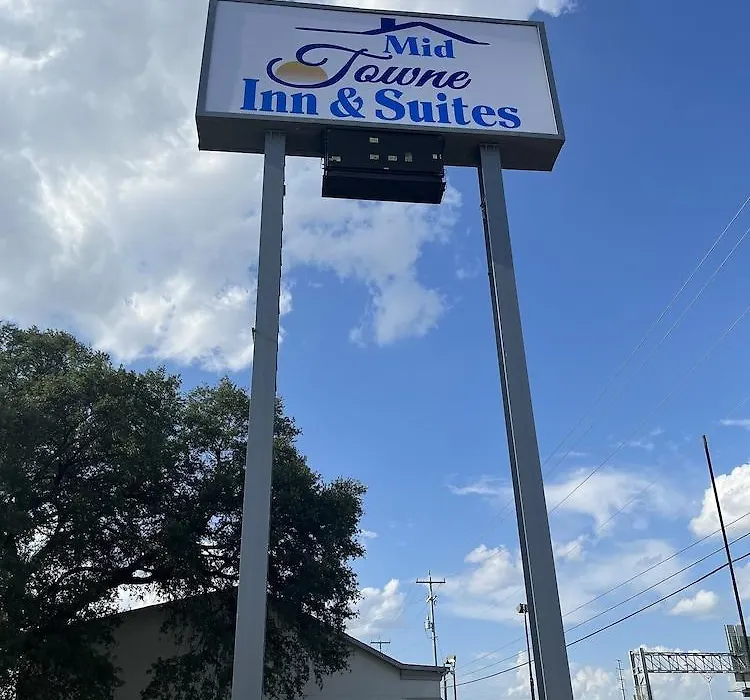 Mid
Towne
Inn & Suites